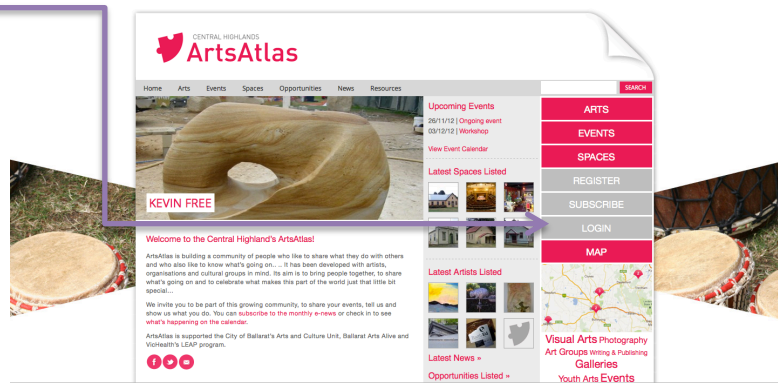 CENTRAL HIGHLANDS
ArtsAtlas
Home Arts Events Spaces Opportunities News Resources
SEARCH
KEVIN FREE
Welcome to the Central Highland's ArtsAtlas!
ArtsAtlas is building a community of people who like to share what they do with others
and who also like to know what's going on..... It has been developed with artists,
organisations and cultural groups in mind. Its aim is to bring people together, to share
what's going on and to celebrate what makes this part of the world just that little bit
special...
We invite you to be part of this growing community, to share your events, tell us and
show us what you do. You can subscribe to the monthly e-news or check in to see
what's happening on the calendar.
ArtsAtlas is supported the City of Ballarat's Arts and Culture Unit, Ballarat Arts Alive and
VicHealth's LEAP program.
Upcoming Events
26/11/12 | Ongoing event
03/12/12 | Workshop
View Event Calendar
Latest Spaces Listed
Latest Artists Listed
Latest News »
Opportunities Listed »
ARTS
EVENTS
SPACES
REGISTER
SUBSCRIBE
LOGIN
MAP
Visual Arts Photography
Art Groups Writing & Publishing
Galleries
Youth Arts Events